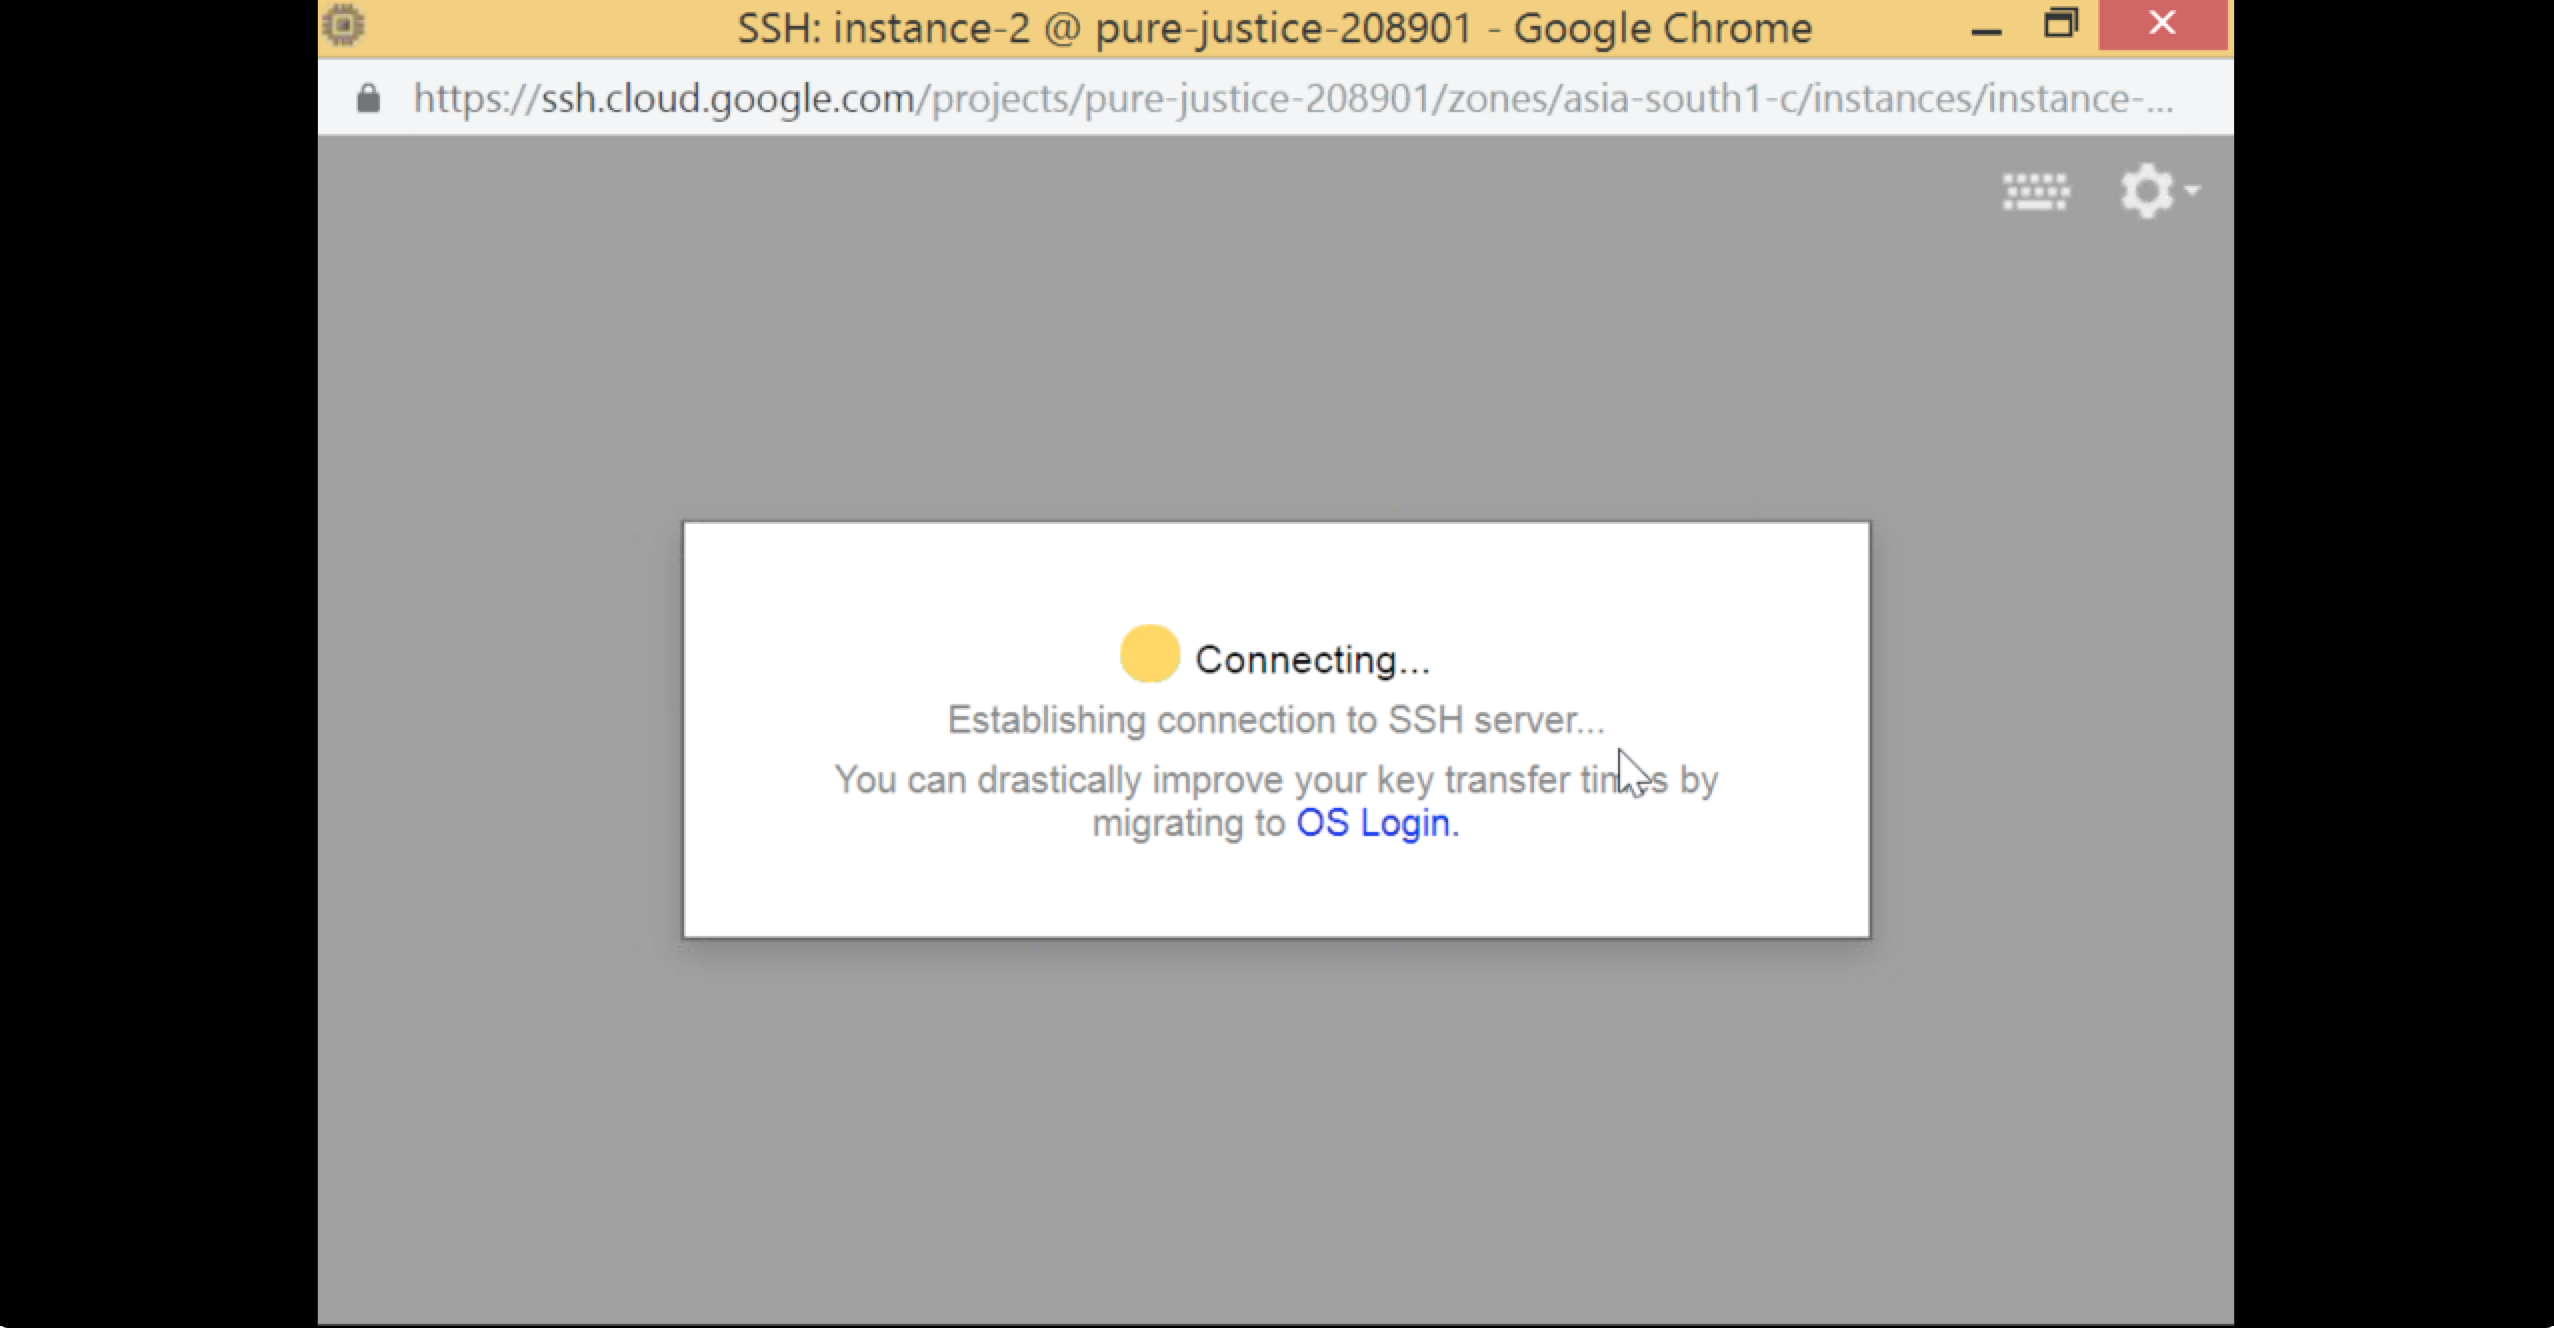 SSH: instance-2 @ pure-justice-208901 - Google Chrome
https://ssh.cloud.google.com/projects/pure-justice-208901/zones/asia-south1-c/instances/instance-...
Connecting...
Establishing connection to SSH server...
You can drastically improve your key transfer times by
migrating to OS Login.